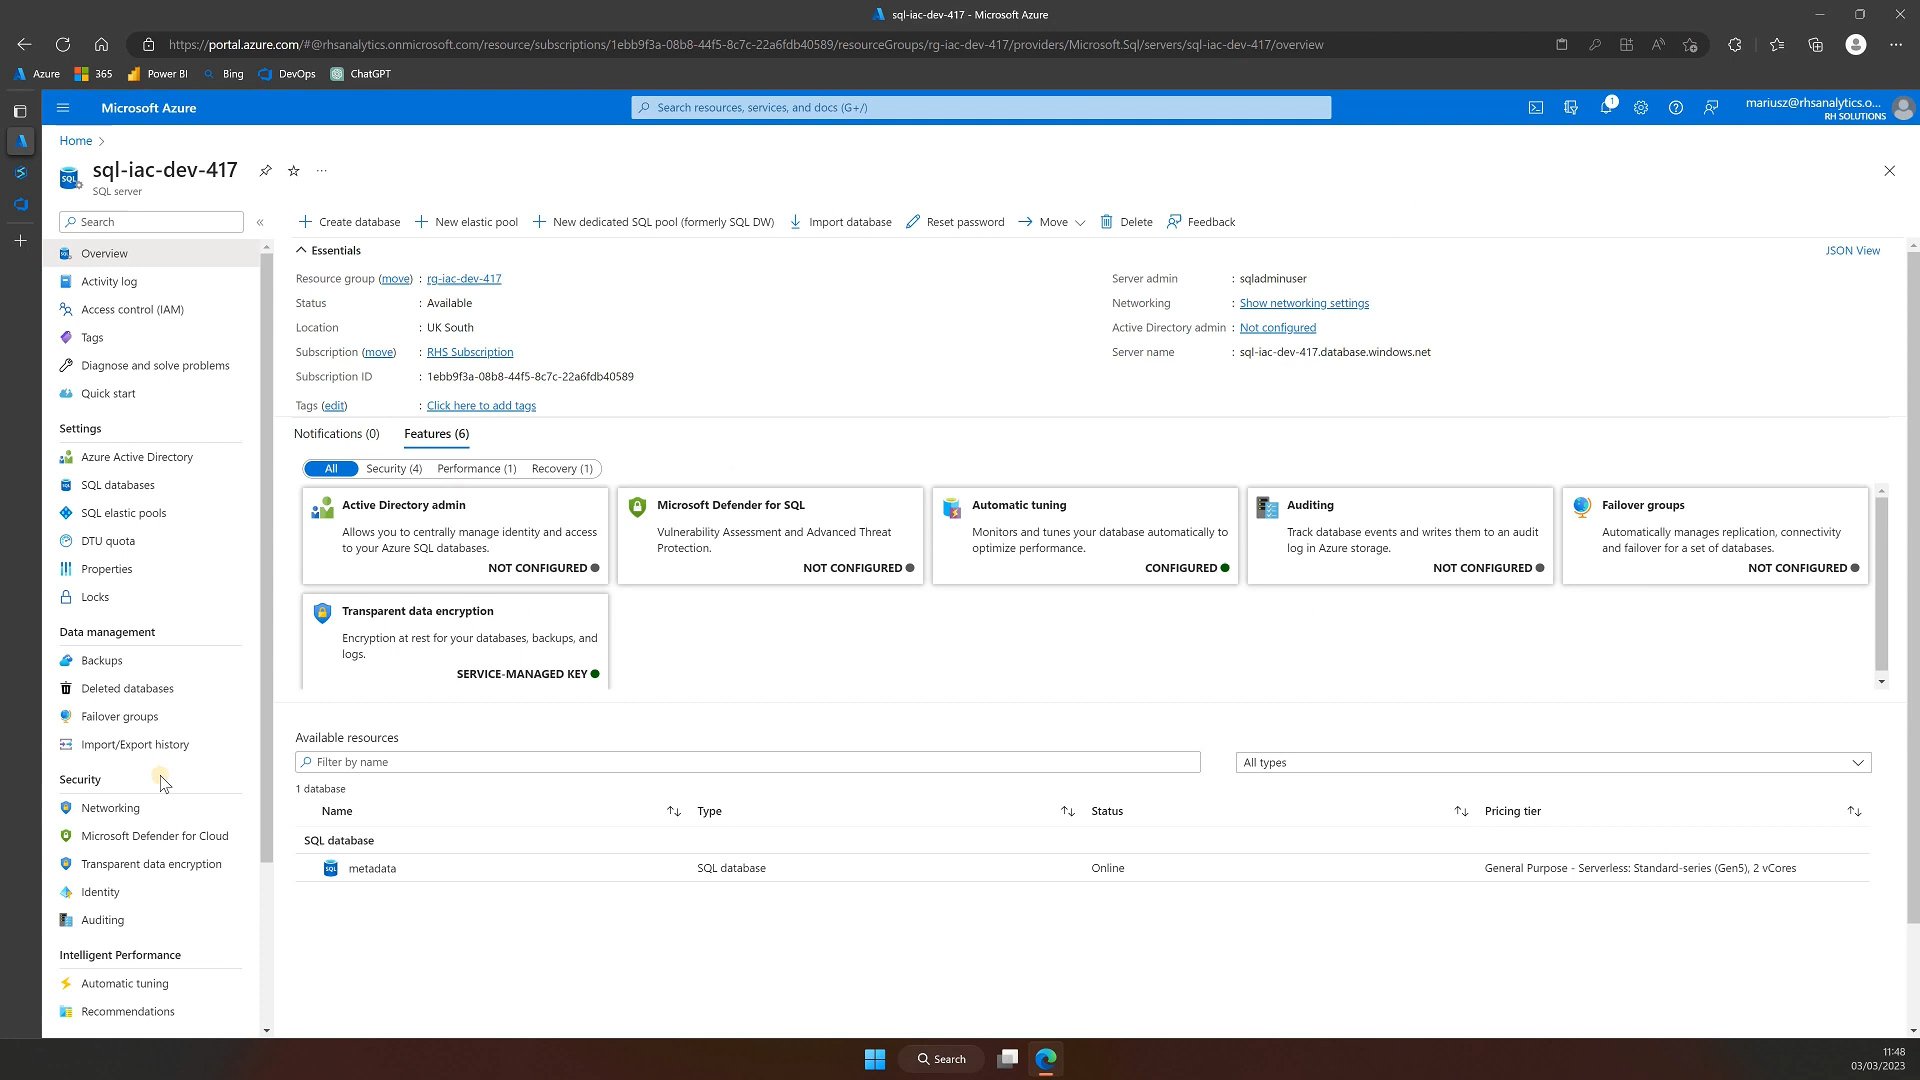 sql-iac-dev-417 - Microsoft Azure
https://portal.azure.com/#@rhsanalytics.onmicrosoft.com/resource/subscriptions/1ebb9f3a-08b8-44f5-8c7c-22a6fdb40589/resourceGroups/rg-iac-dev-417/providers/Microsoft.Sql/servers/sql-iac-dev-417/overview
Azure 365 Power BI Bing DevOps ChatGPT
Microsoft Azure
Search resources, services, and docs (G+/)
1
mariusz@rhsanalytics.o...
RH SOLUTIONS
Home >
sql-iac-dev-417
SQL server
Search
Overview
Activity log
Access control (IAM)
Tags
Diagnose and solve problems
Quick start
Settings
Azure Active Directory
SQL databases
SQL elastic pools
DTU quota
Properties
Locks
Data management
Backups
Deleted databases
Failover groups
Import/Export history
Security
Networking
Microsoft Defender for Cloud
Transparent data encryption
Identity
Auditing
Intelligent Performance
Automatic tuning
Recommendations
Create database New elastic pool New dedicated SQL pool (formerly SQL DW) Import database Reset password Move Delete Feedback
Essentials
JSON View
Resource group (move) : rg-iac-dev-417
Status : Available
Location : UK South
Subscription (move) : RHS Subscription
Subscription ID : 1ebb9f3a-08b8-44f5-8c7c-22a6fdb40589
Tags (edit) : Click here to add tags
Server admin : sqladminuser
Networking : Show networking settings
Active Directory admin : Not configured
Server name : sql-iac-dev-417.database.windows.net
Notifications (0) Features (6)
All Security (4) Performance (1) Recovery (1)
Active Directory admin
Allows you to centrally manage identity and access
to your Azure SQL databases.
NOT CONFIGURED
Microsoft Defender for SQL
Vulnerability Assessment and Advanced Threat
Protection.
NOT CONFIGURED
Automatic tuning
Monitors and tunes your database automatically to
optimize performance.
CONFIGURED
Auditing
Track database events and writes them to an audit
log in Azure storage.
NOT CONFIGURED
Failover groups
Automatically manages replication, connectivity
and failover for a set of databases.
NOT CONFIGURED
Transparent data encryption
Encryption at rest for your databases, backups, and
logs.
SERVICE-MANAGED KEY
Available resources
Filter by name
All types
1 database
Name Type Status Pricing tier
SQL database
metadata SQL database Online General Purpose - Serverless: Standard-series (Gen5), 2 vCores
Search
11:48
03/03/2023